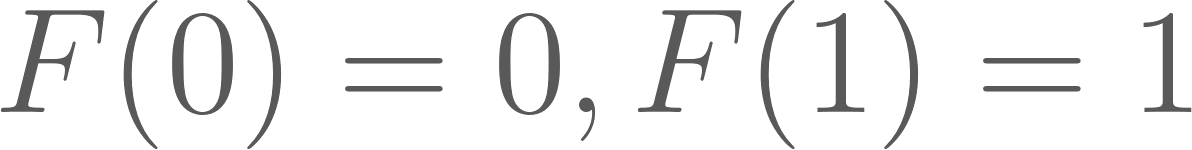 F(0) = 0, F(1) = 1